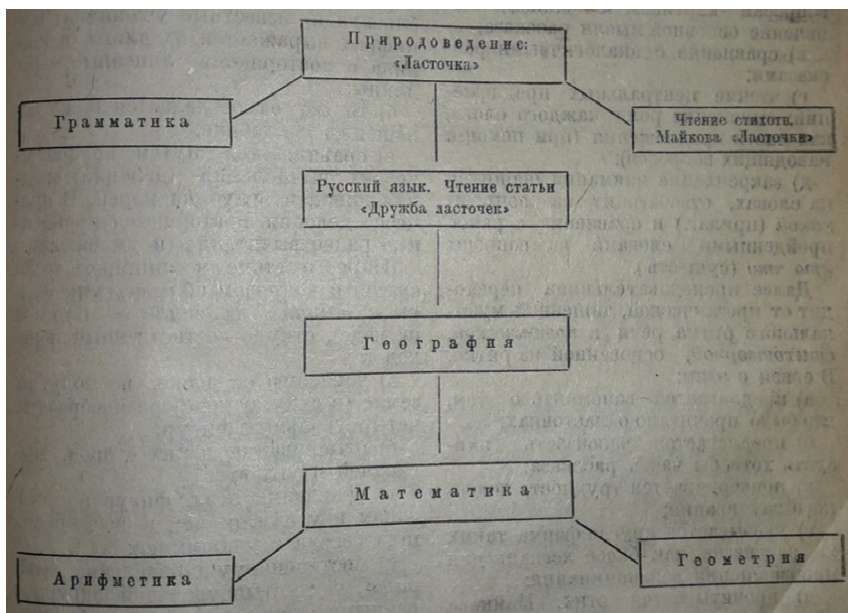 Природоведение:
«Ласточка»
Грамматика
Чтение стихотв.
Майкова «Ласточки»
Русский язык. Чтение статьи
«Дружба ласточек»
География
Математика
Арифметика
Геометрия